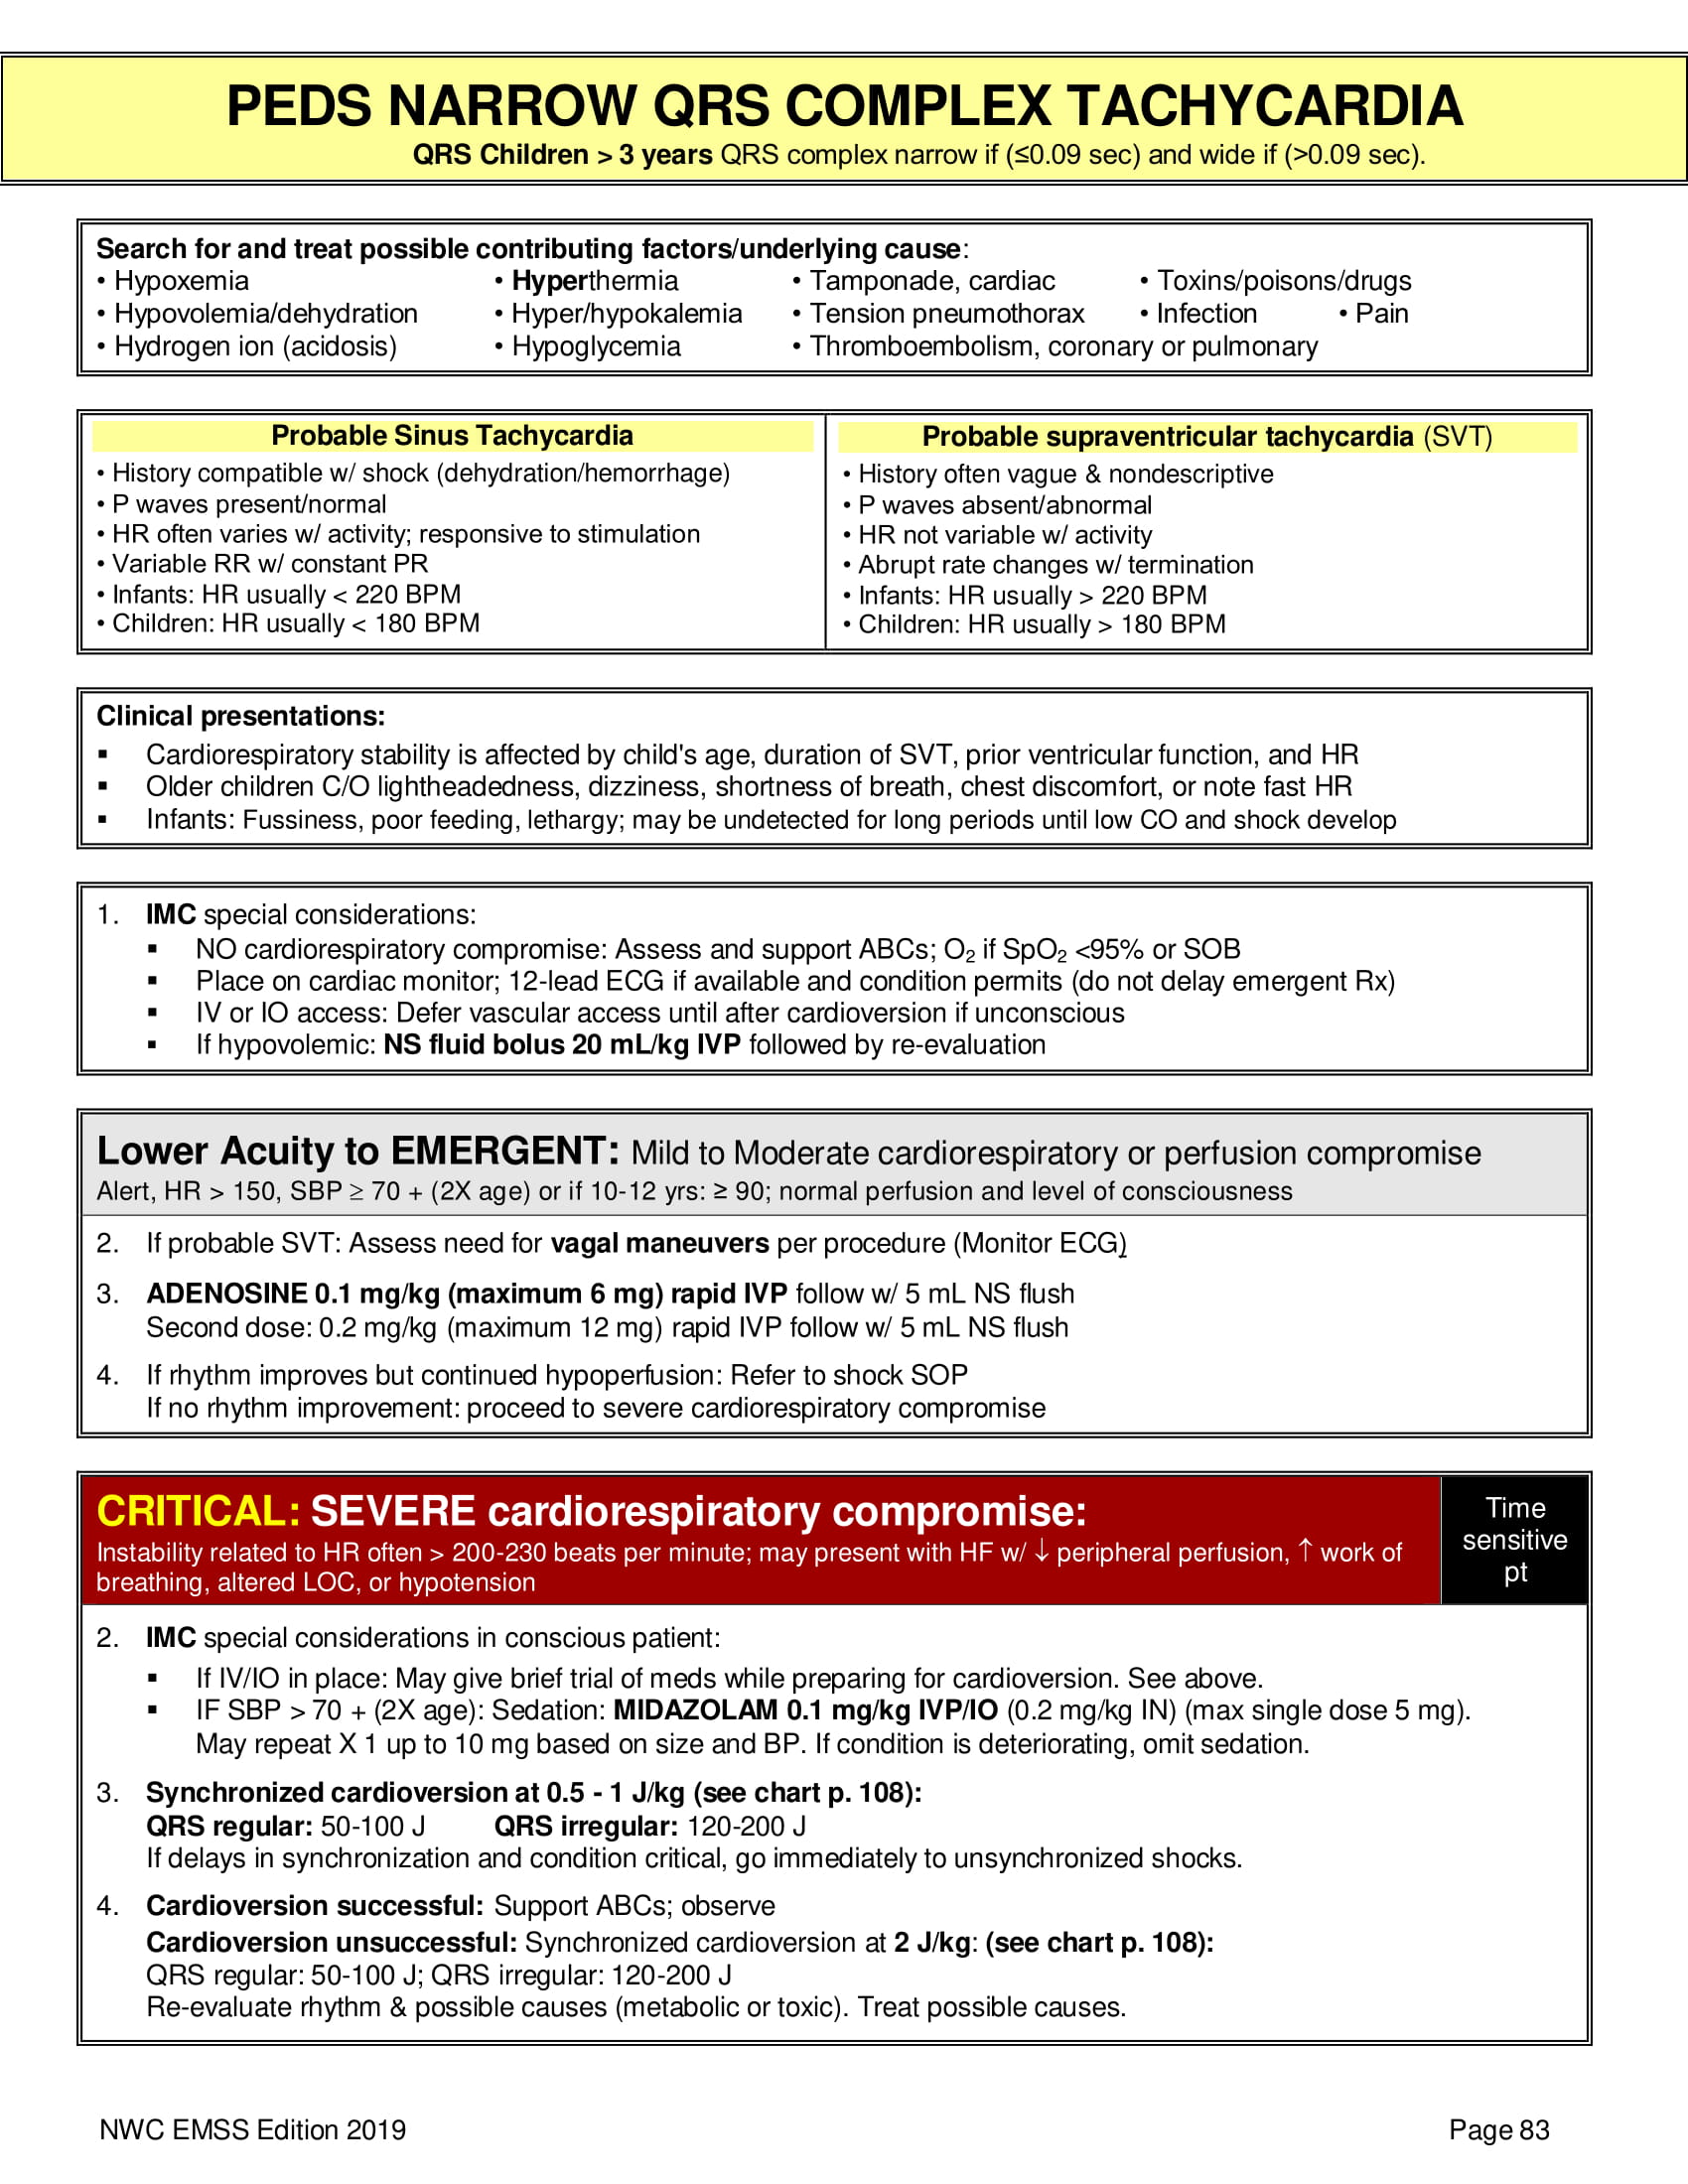 PEDS NARROW QRS COMPLEX TACHYCARDIA
QRS Children > 3 years QRS complex narrow if (≤0.09 sec) and wide if (>0.09 sec).
Search for and treat possible contributing factors/underlying cause:
• Hypoxemia • Hyperthermia • Tamponade, cardiac • Toxins/poisons/drugs
• Hypovolemia/dehydration • Hyper/hypokalemia • Tension pneumothorax • Infection • Pain
• Hydrogen ion (acidosis) • Hypoglycemia • Thromboembolism, coronary or pulmonary
Probable Sinus Tachycardia
• History compatible w/ shock (dehydration/hemorrhage)
• P waves present/normal
• HR often varies w/ activity; responsive to stimulation
• Variable RR w/ constant PR
• Infants: HR usually < 220 BPM
• Children: HR usually < 180 BPM
Probable supraventricular tachycardia (SVT)
• History often vague & nondescriptive
• P waves absent/abnormal
• HR not variable w/ activity
• Abrupt rate changes w/ termination
• Infants: HR usually > 220 BPM
• Children: HR usually > 180 BPM
Clinical presentations:
▪ Cardiorespiratory stability is affected by child's age, duration of SVT, prior ventricular function, and HR
▪ Older children C/O lightheadedness, dizziness, shortness of breath, chest discomfort, or note fast HR
▪ Infants: Fussiness, poor feeding, lethargy; may be undetected for long periods until low CO and shock develop
1. IMC special considerations:
▪ NO cardiorespiratory compromise: Assess and support ABCs; O₂ if SpO₂ <95% or SOB
▪ Place on cardiac monitor; 12-lead ECG if available and condition permits (do not delay emergent Rx)
▪ IV or IO access: Defer vascular access until after cardioversion if unconscious
▪ If hypovolemic: NS fluid bolus 20 mL/kg IVP followed by re-evaluation
Lower Acuity to EMERGENT: Mild to Moderate cardiorespiratory or perfusion compromise
Alert, HR > 150, SBP ≥ 70 + (2X age) or if 10-12 yrs: ≥ 90; normal perfusion and level of consciousness
2. If probable SVT: Assess need for vagal maneuvers per procedure (Monitor ECG)
3. ADENOSINE 0.1 mg/kg (maximum 6 mg) rapid IVP follow w/ 5 mL NS flush
Second dose: 0.2 mg/kg (maximum 12 mg) rapid IVP follow w/ 5 mL NS flush
4. If rhythm improves but continued hypoperfusion: Refer to shock SOP
If no rhythm improvement: proceed to severe cardiorespiratory compromise
CRITICAL: SEVERE cardiorespiratory compromise:
Instability related to HR often > 200-230 beats per minute; may present with HF w/ ↓ peripheral perfusion, ↑ work of
breathing, altered LOC, or hypotension
Time
sensitive
pt
2. IMC special considerations in conscious patient:
▪ If IV/IO in place: May give brief trial of meds while preparing for cardioversion. See above.
▪ IF SBP > 70 + (2X age): Sedation: MIDAZOLAM 0.1 mg/kg IVP/IO (0.2 mg/kg IN) (max single dose 5 mg).
May repeat X 1 up to 10 mg based on size and BP. If condition is deteriorating, omit sedation.
3. Synchronized cardioversion at 0.5 - 1 J/kg (see chart p. 108):
QRS regular: 50-100 J QRS irregular: 120-200 J
If delays in synchronization and condition critical, go immediately to unsynchronized shocks.
4. Cardioversion successful: Support ABCs; observe
Cardioversion unsuccessful: Synchronized cardioversion at 2 J/kg: (see chart p. 108):
QRS regular: 50-100 J; QRS irregular: 120-200 J
Re-evaluate rhythm & possible causes (metabolic or toxic). Treat possible causes.
NWC EMSS Edition 2019 Page 83